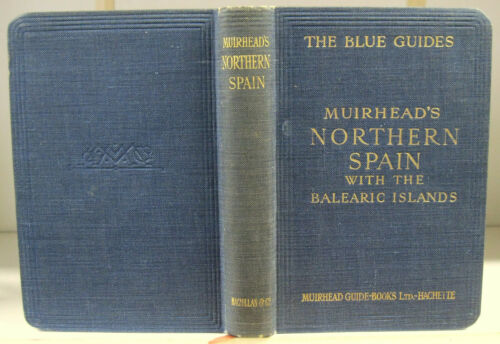 MUIRHEAD'S
NORTHERN
SPAIN
MACMILLAN & Co.
THE BLUE GUIDES
MUIRHEAD'S
NORTHERN
SPAIN
WITH THE
BALEARIC ISLANDS
MUIRHEAD GUIDE-BOOKS LTD.-HACHETTE